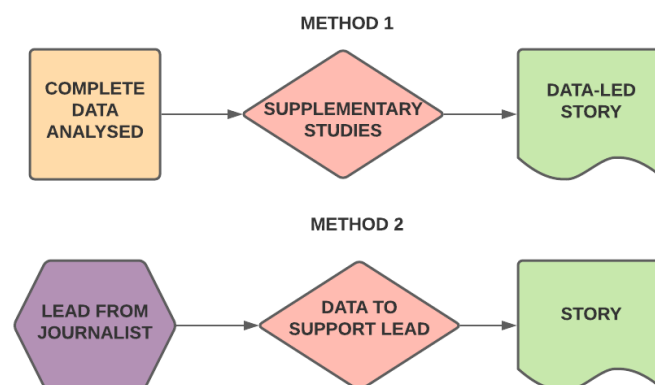 METHOD 1
COMPLETE
DATA
ANALYSED
SUPPLEMENTARY
STUDIES
DATA-LED
STORY
METHOD 2
LEAD FROM
JOURNALIST
DATA TO
SUPPORT LEAD
STORY